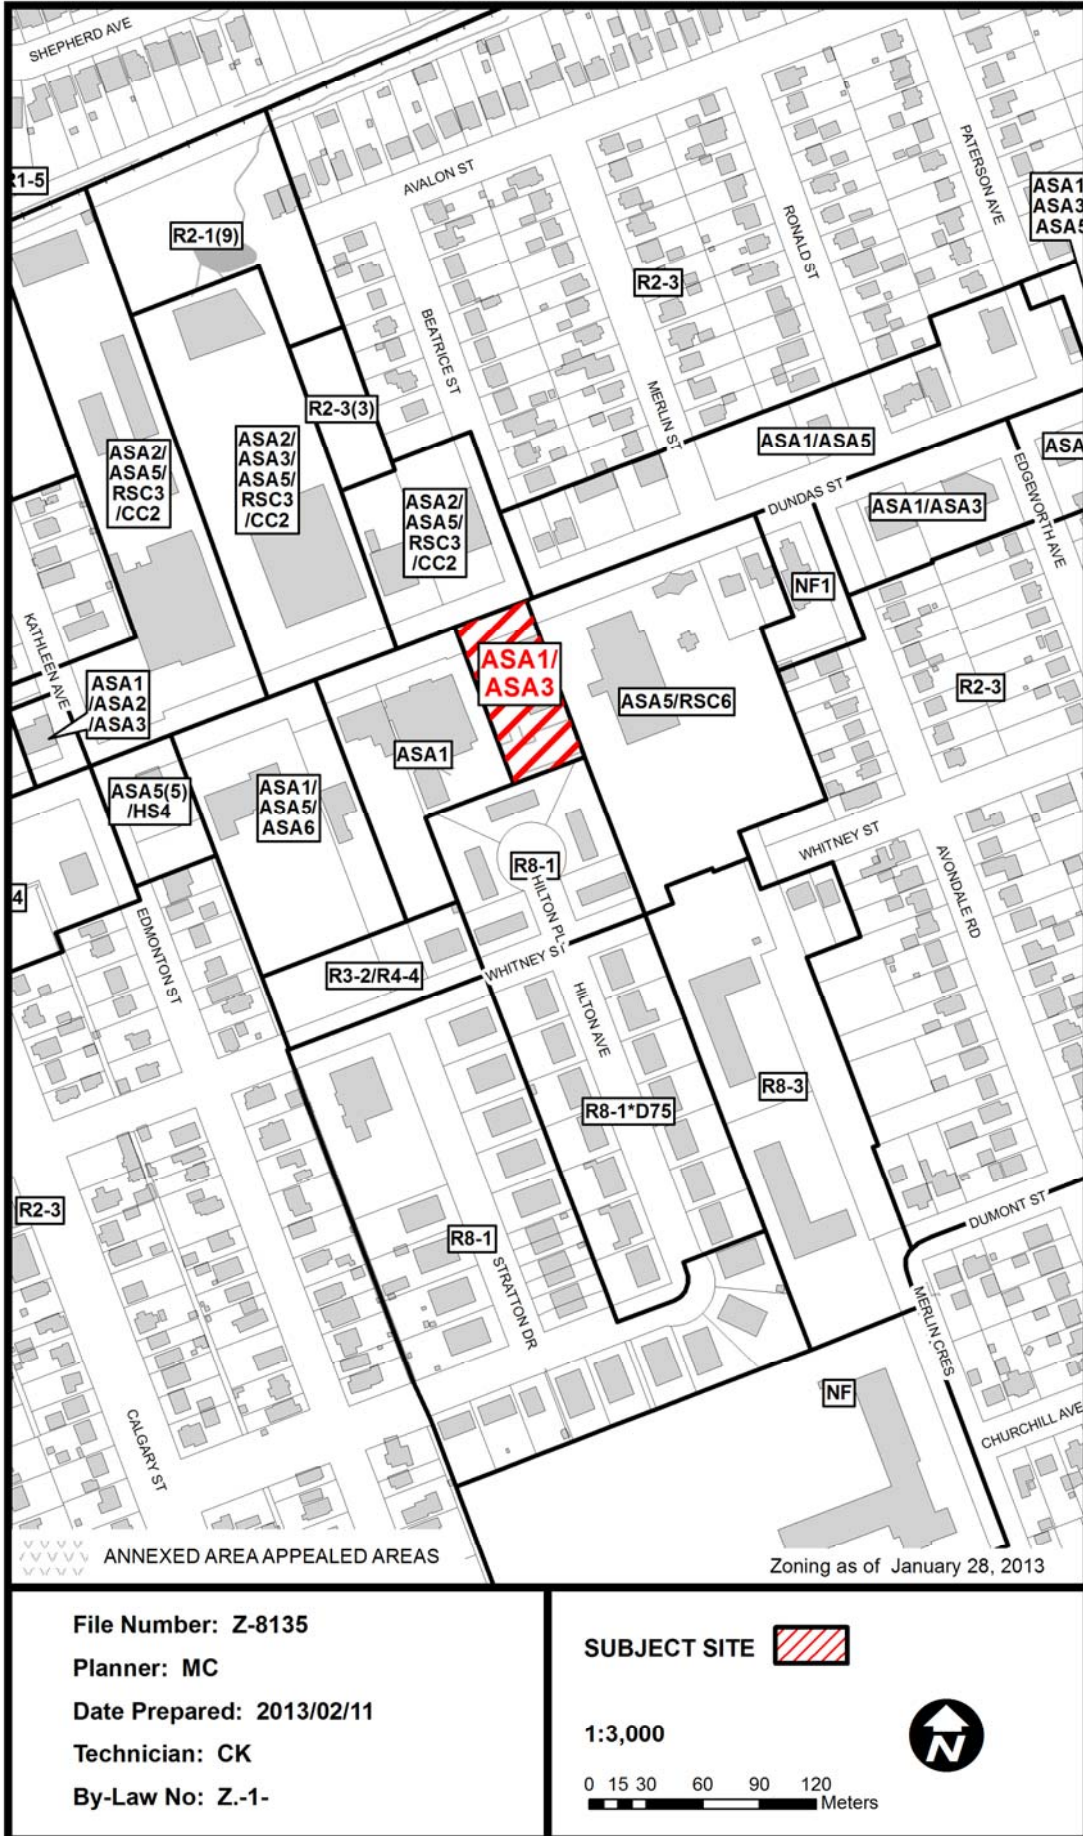 SHEPHERD AVE
R1-5
R2-1(9)
AVALON ST
PATERSON AVE
ASA1
ASA3
ASA5
RONALD ST
R2-3
BEATRICE ST
MERLIN ST
R2-3(3)
ASA2/
ASA5/
RSC3
/CC2
ASA2/
ASA3/
ASA5/
RSC3
/CC2
ASA2/
ASA5/
RSC3
/CC2
ASA1/ASA5
DUNDAS ST
ASA1/ASA3
ASA
EDGEWORTH AVE
NF1
KATHLEEN AVE
ASA1
/ASA2
/ASA3
ASA1/
ASA3
ASA5/RSC6
R2-3
ASA1
ASA5(5)
/HS4
ASA1/
ASA5/
ASA6
WHITNEY ST
AVONDALE RD
R8-1
HILTON PL
4
EDMONTON ST
R3-2/R4-4
WHITNEY ST
HILTON AVE
R8-3
R8-1*D75
R2-3
R8-1
STRATTON DR
DUMONT ST
MERLIN CRES
NF
CALGARY ST
CHURCHILL AVE
ANNEXED AREA APPEALED AREAS
Zoning as of January 28, 2013
File Number: Z-8135
Planner: MC
Date Prepared: 2013/02/11
Technician: CK
By-Law No: Z.-1-
SUBJECT SITE
1:3,000
N
0 15 30 60 90 120
Meters